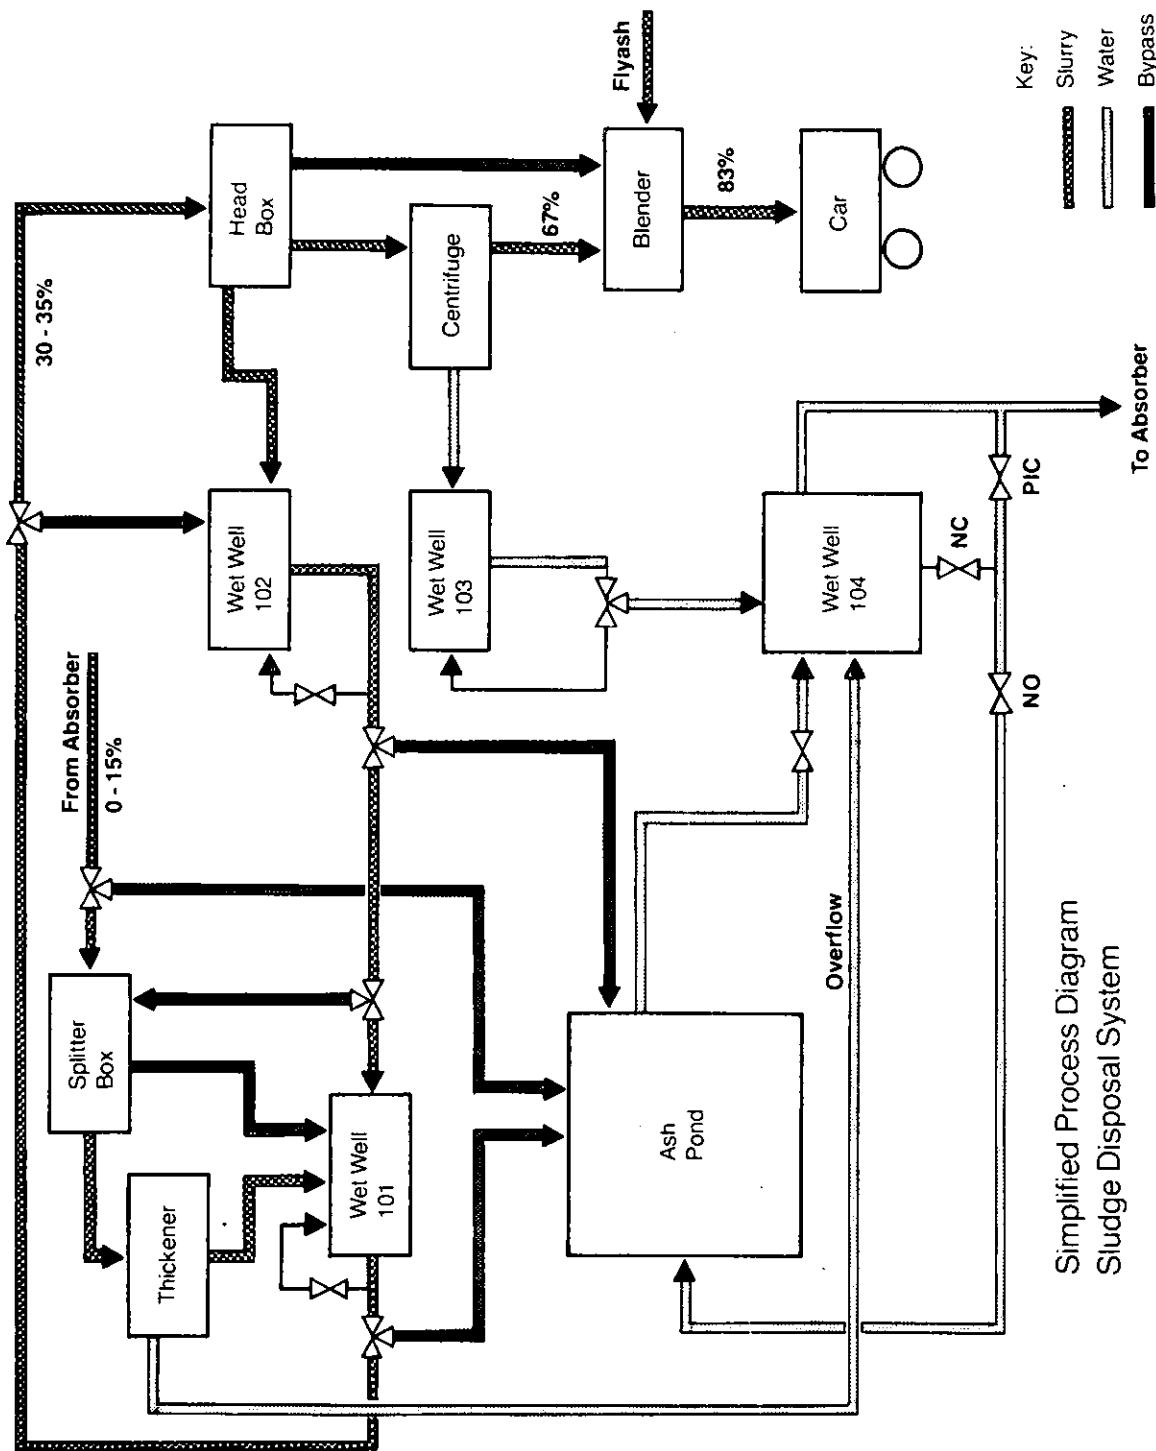 From Absorber
0 - 15%
30 - 35%
Splitter
Box
Thickener
Wet Well
101
Wet Well
102
Head
Box
Wet Well
103
Centrifuge
67%
Flyash
Blender
83%
Car
Ash
Pond
Overflow
Wet Well
104
NC
NO
PIC
To Absorber
Key:
Slurry
Water
Bypass
Simplified Process Diagram
Sludge Disposal System